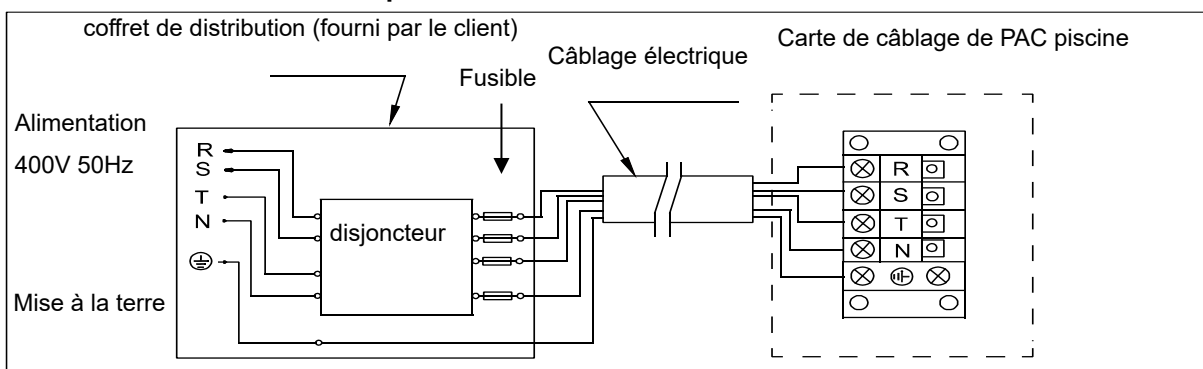 coffret de distribution (fourni par le client)
Fusible
Câblage électrique
Carte de câblage de PAC piscine
Alimentation
400V 50Hz
R
S
T
N
Mise à la terre
disjoncteur
R
S
T
N